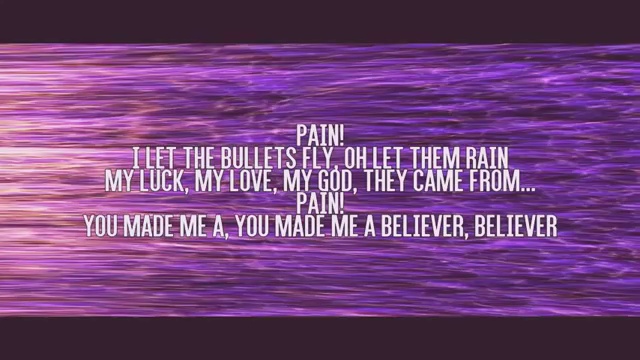 PAIN!
I LET THE BULLETS FLY, OH LET THEM RAIN
MY LUCK, MY LOVE, MY GOD, THEY CAME FROM...
PAIN!
YOU MADE ME A, YOU MADE ME A BELIEVER, BELIEVER